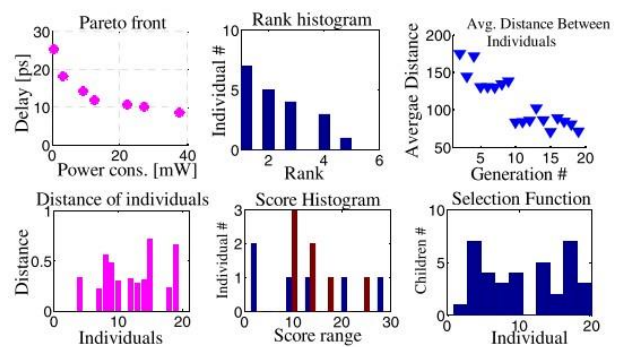 Pareto front
30
20
10
0
Delay [ps]
0 20 40
Power cons. [mW]
Rank histogram
10
5
0
Individual #
2 4 6
Rank
Avg. Distance Between
Individuals
200
150
100
50
Avergae Distance
5 10 15 20
Generation #
Distance of individuals
1
0.5
0
Distance
0 10 20
Individuals
Score Histogram
3
2
1
0
Individual #
0 10 20 30
Score range
Selection Function
10
5
0
Children #
0 10 20
Individual